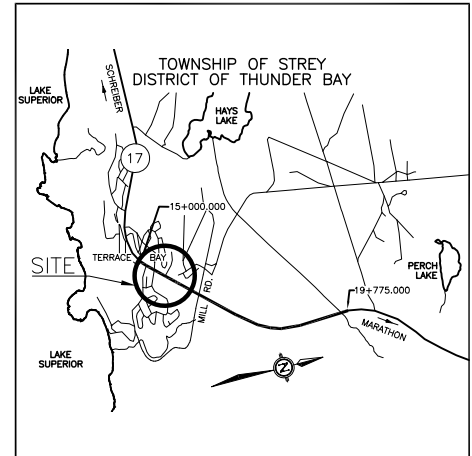 TOWNSHIP OF STREY
DISTRICT OF THUNDER BAY
LAKE
SUPERIOR
SCHREIBER
HAYS
LAKE
17
15+000.000
TERRACE BAY
SITE
MILL RD.
PERCH
LAKE
19+775.000
MARATHON
LAKE
SUPERIOR
N